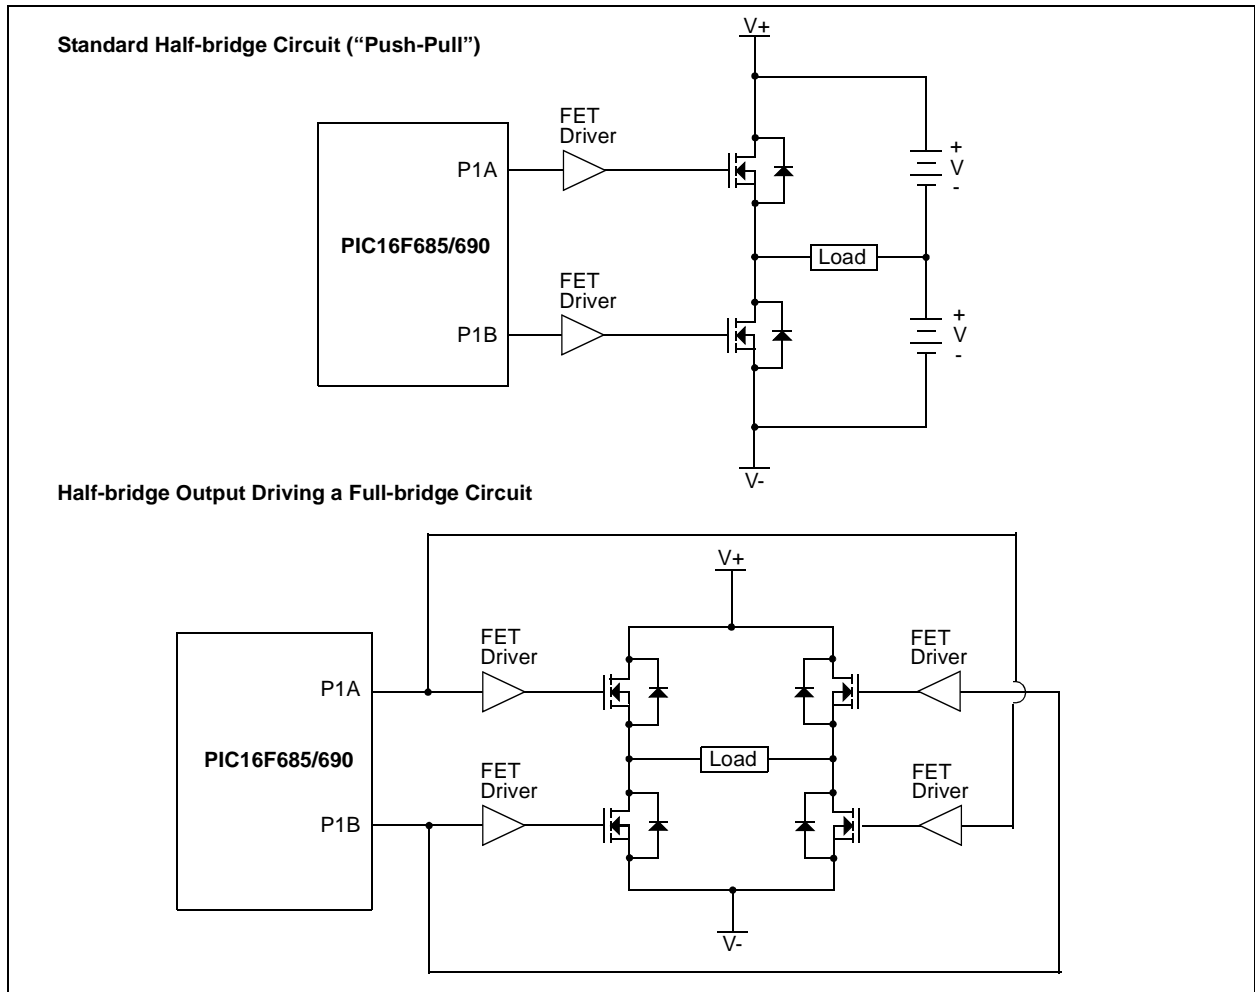 Standard Half-bridge Circuit (“Push-Pull”)
V+
FET
Driver
P1A
+
V
-
PIC16F685/690
Load
FET
Driver
P1B
+
V
-
V-
Half-bridge Output Driving a Full-bridge Circuit
V+
FET
Driver
FET
Driver
P1A
PIC16F685/690
Load
FET
Driver
FET
Driver
P1B
V-